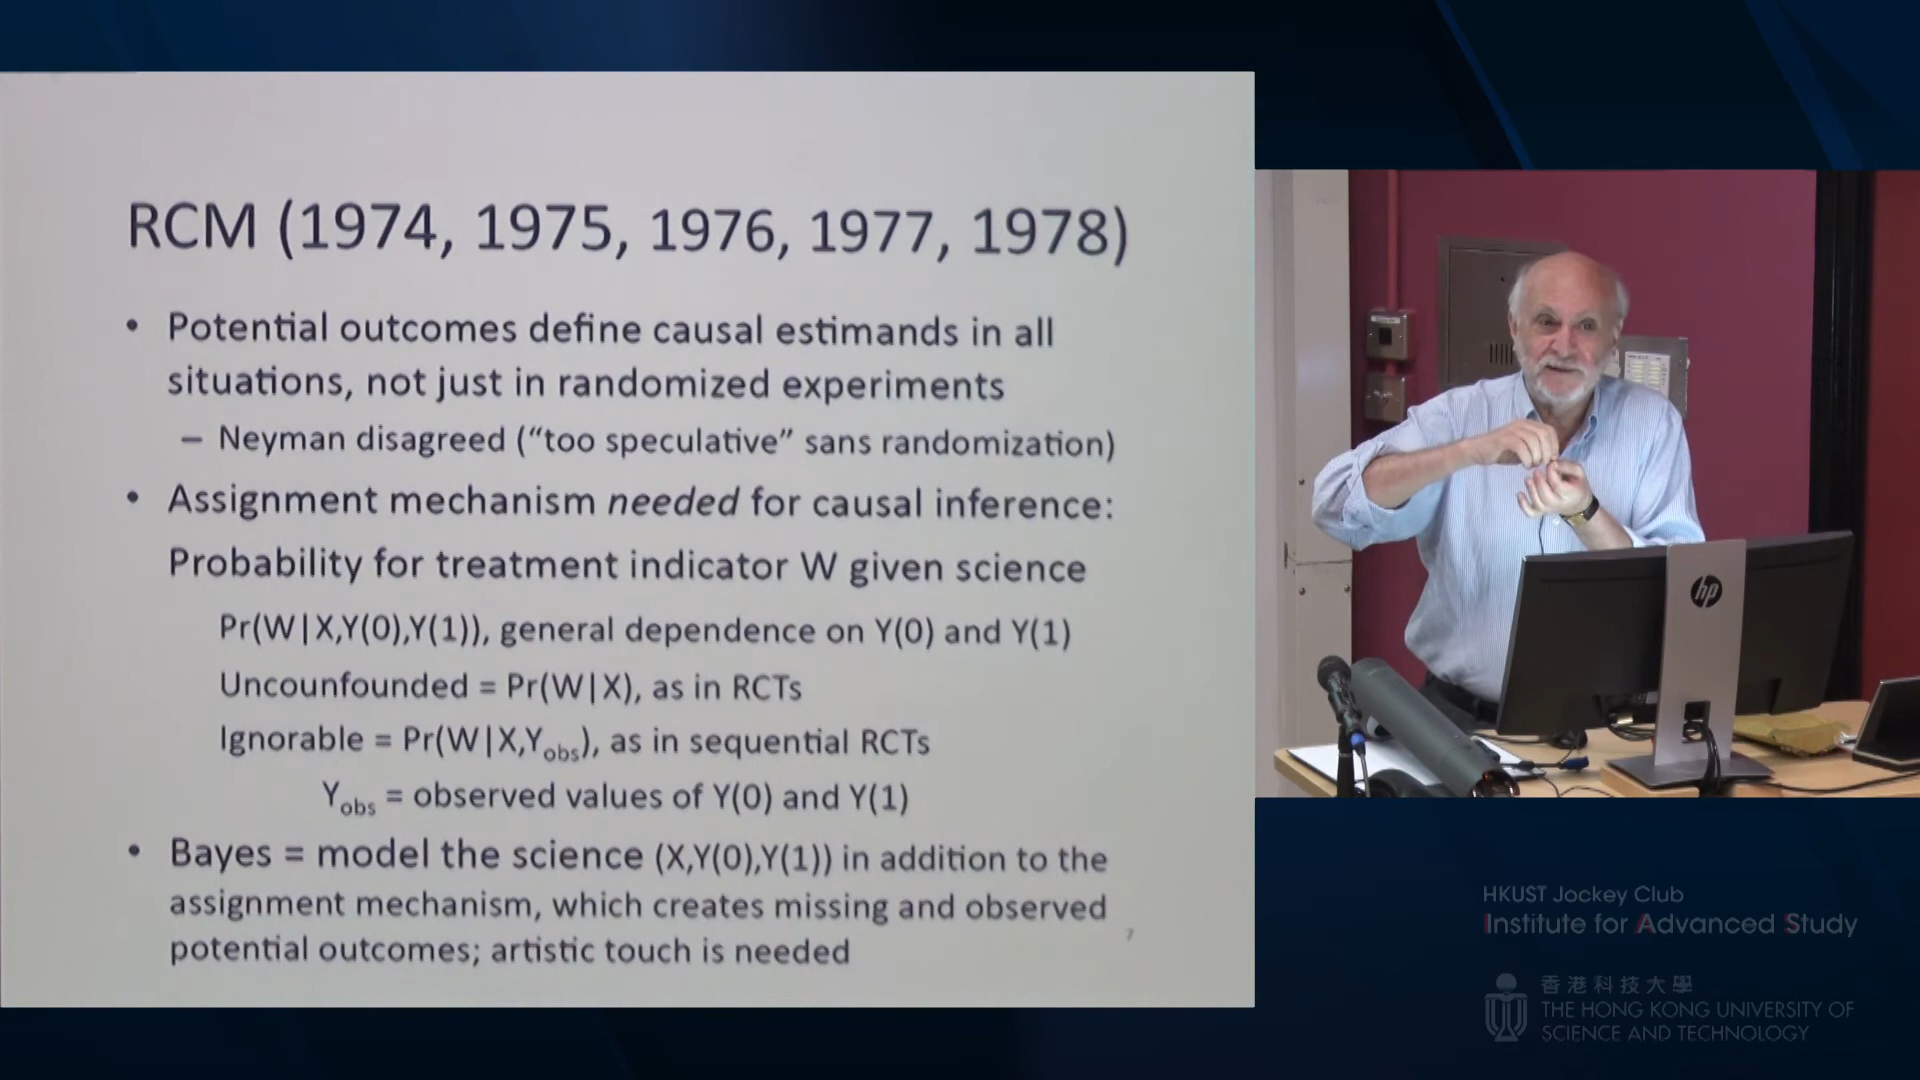 RCM (1974, 1975, 1976, 1977, 1978)
• Potential outcomes define causal estimands in all
situations, not just in randomized experiments
– Neyman disagreed (“too speculative” sans randomization)
• Assignment mechanism needed for causal inference:
Probability for treatment indicator W given science
Pr(W|X,Y(0),Y(1)), general dependence on Y(0) and Y(1)
Uncounfounded = Pr(W|X), as in RCTs
Ignorable = Pr(W|X,Yobs), as in sequential RCTs
Yobs = observed values of Y(0) and Y(1)
• Bayes = model the science (X,Y(0),Y(1)) in addition to the
assignment mechanism, which creates missing and observed
potential outcomes; artistic touch is needed
7
hp
HKUST Jockey Club
Institute for Advanced Study
香港科技大學
THE HONG KONG UNIVERSITY OF
SCIENCE AND TECHNOLOGY